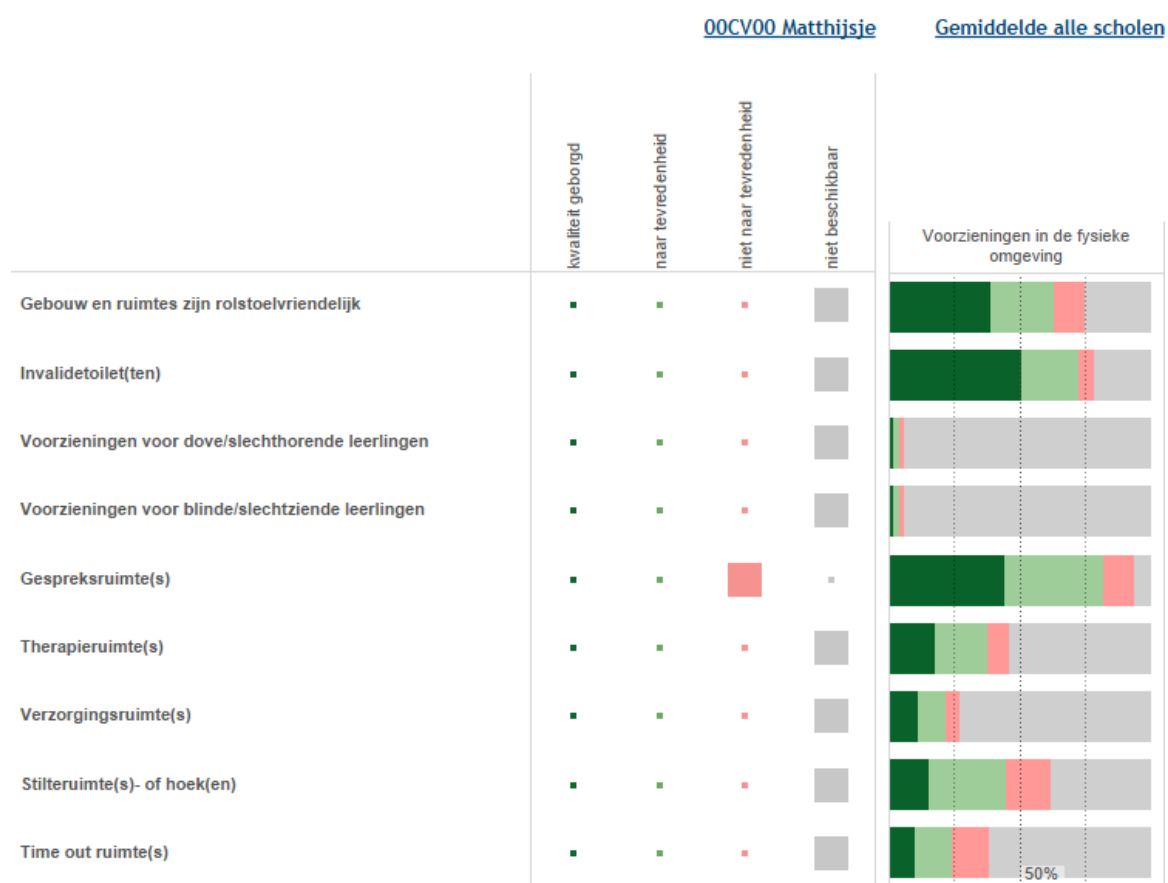 00CV00 Matthijsje
Gemiddelde alle scholen
kwaliteit geborgd
naar tevredenheid
niet naar tevredenheid
niet beschikbaar
Voorzieningen in de fysieke
omgeving
Gebouw en ruimtes zijn rolstoelvriendelijk
Invalidetoilet(ten)
Voorzieningen voor dove/slechthorende leerlingen
Voorzieningen voor blinde/slechtziende leerlingen
Gespreksruimte(s)
Therapieruimte(s)
Verzorgingsruimte(s)
Stilteruimte(s)- of hoek(en)
Time out ruimte(s)
50%